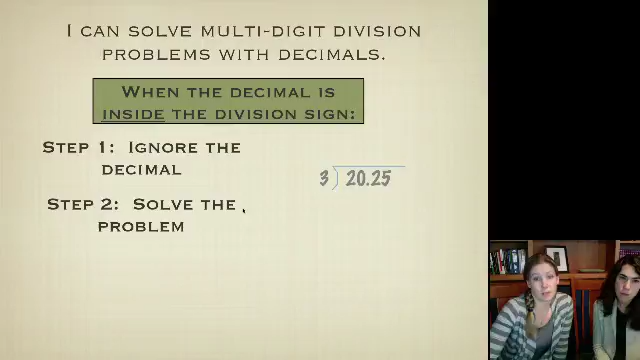 I CAN SOLVE MULTI-DIGIT DIVISION
PROBLEMS WITH DECIMALS.
WHEN THE DECIMAL IS
INSIDE THE DIVISION SIGN:
STEP 1: IGNORE THE
DECIMAL
3 20.25
STEP 2: SOLVE THE
PROBLEM